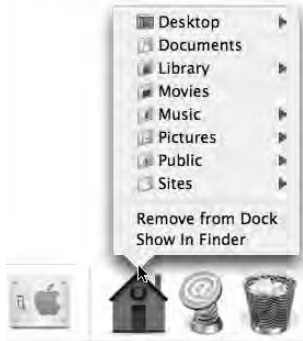 Desktop
Documents
Library
Movies
Music
Pictures
Public
Sites
Remove from Dock
Show In Finder